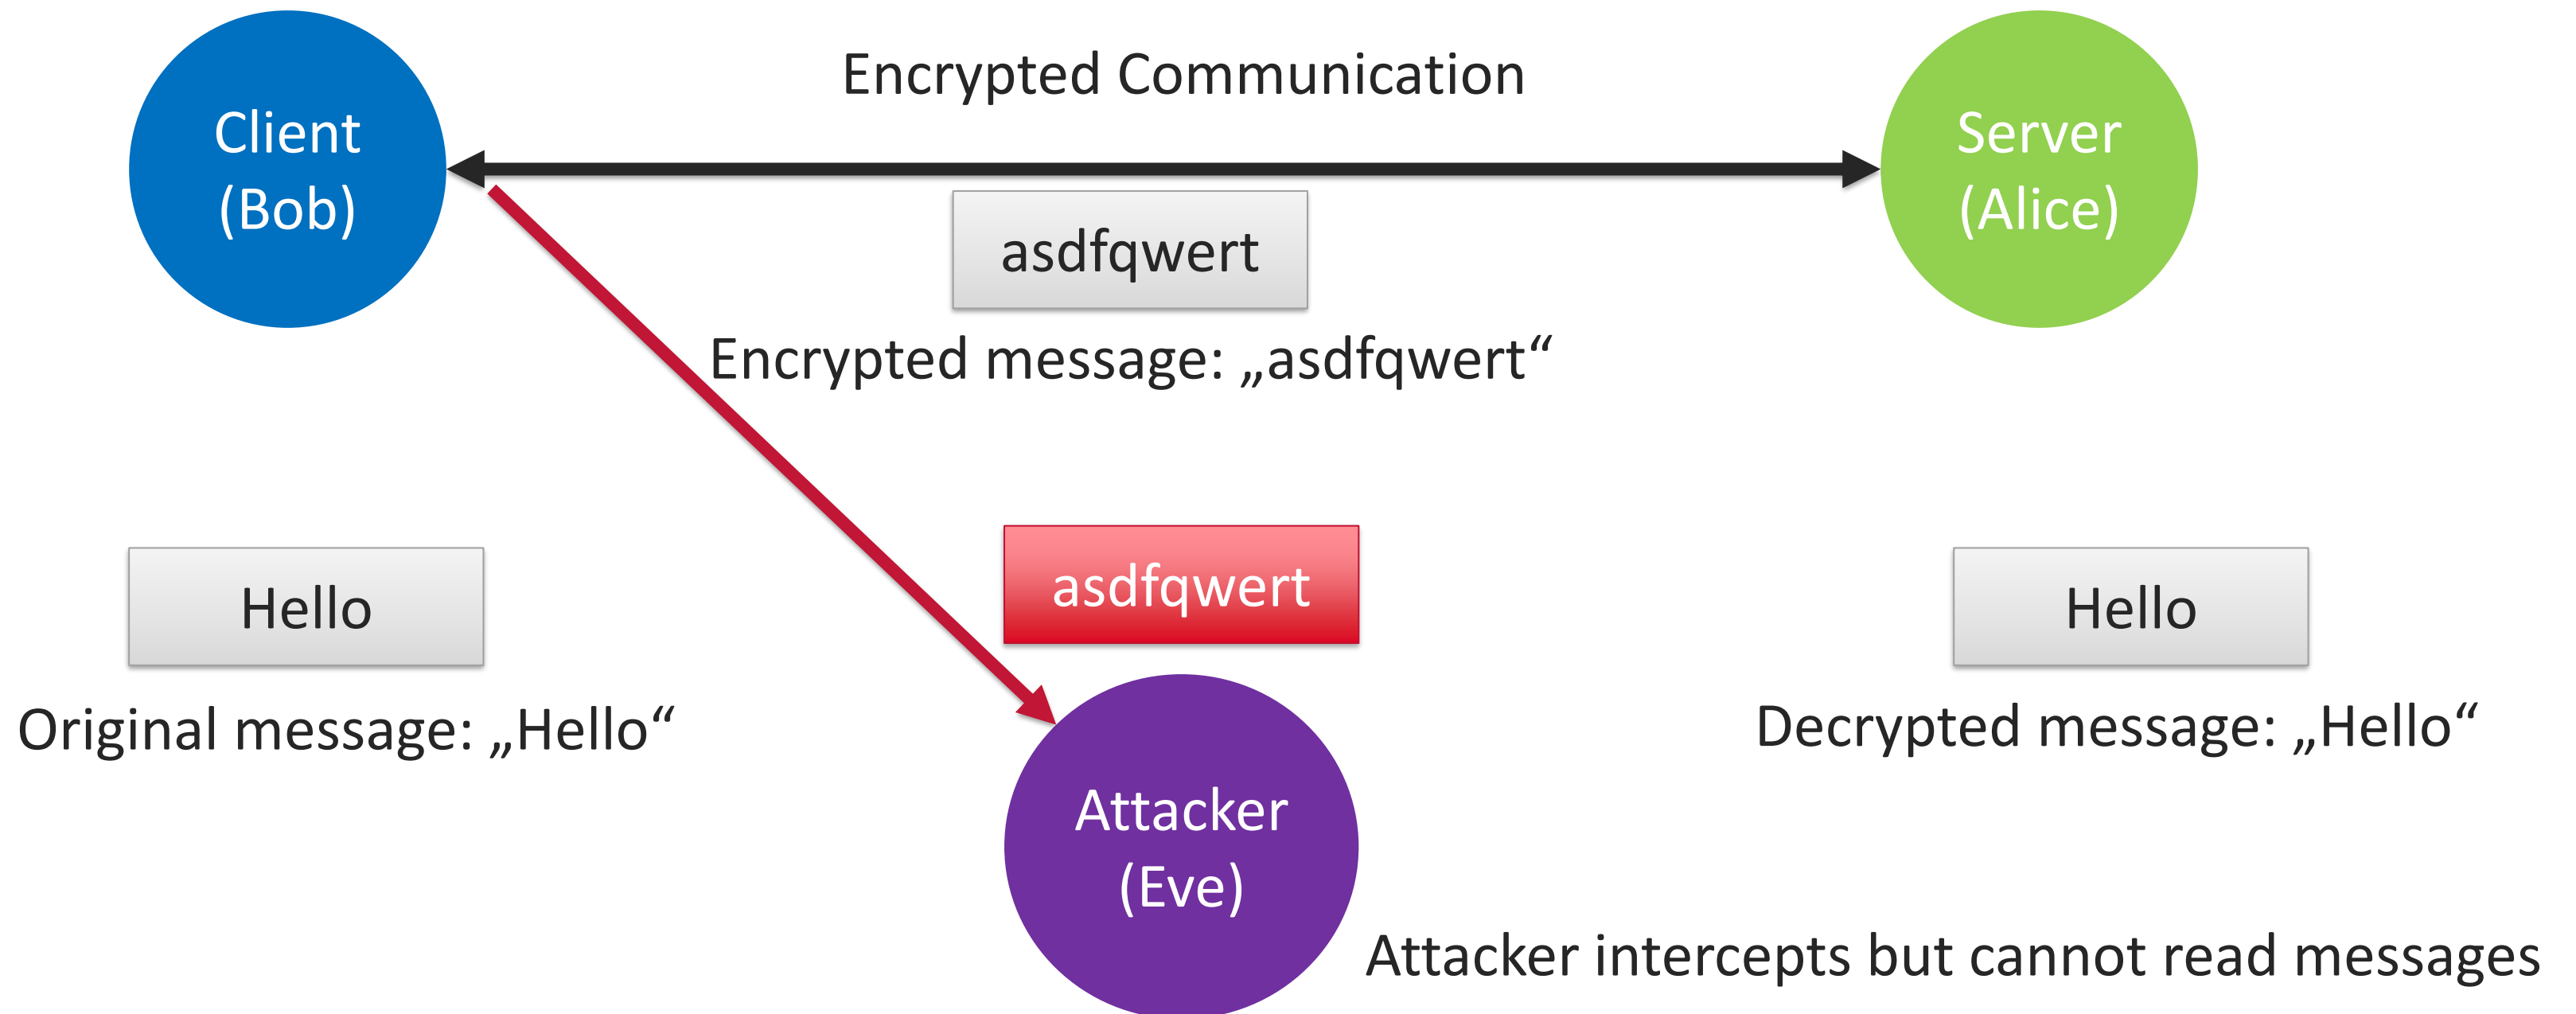 Encrypted Communication
Client
(Bob)
Server
(Alice)
asdfqwert
Encrypted message: „asdfqwert“
asdfqwert
Hello
Hello
Original message: „Hello“
Decrypted message: „Hello“
Attacker
(Eve)
Attacker intercepts but cannot read messages